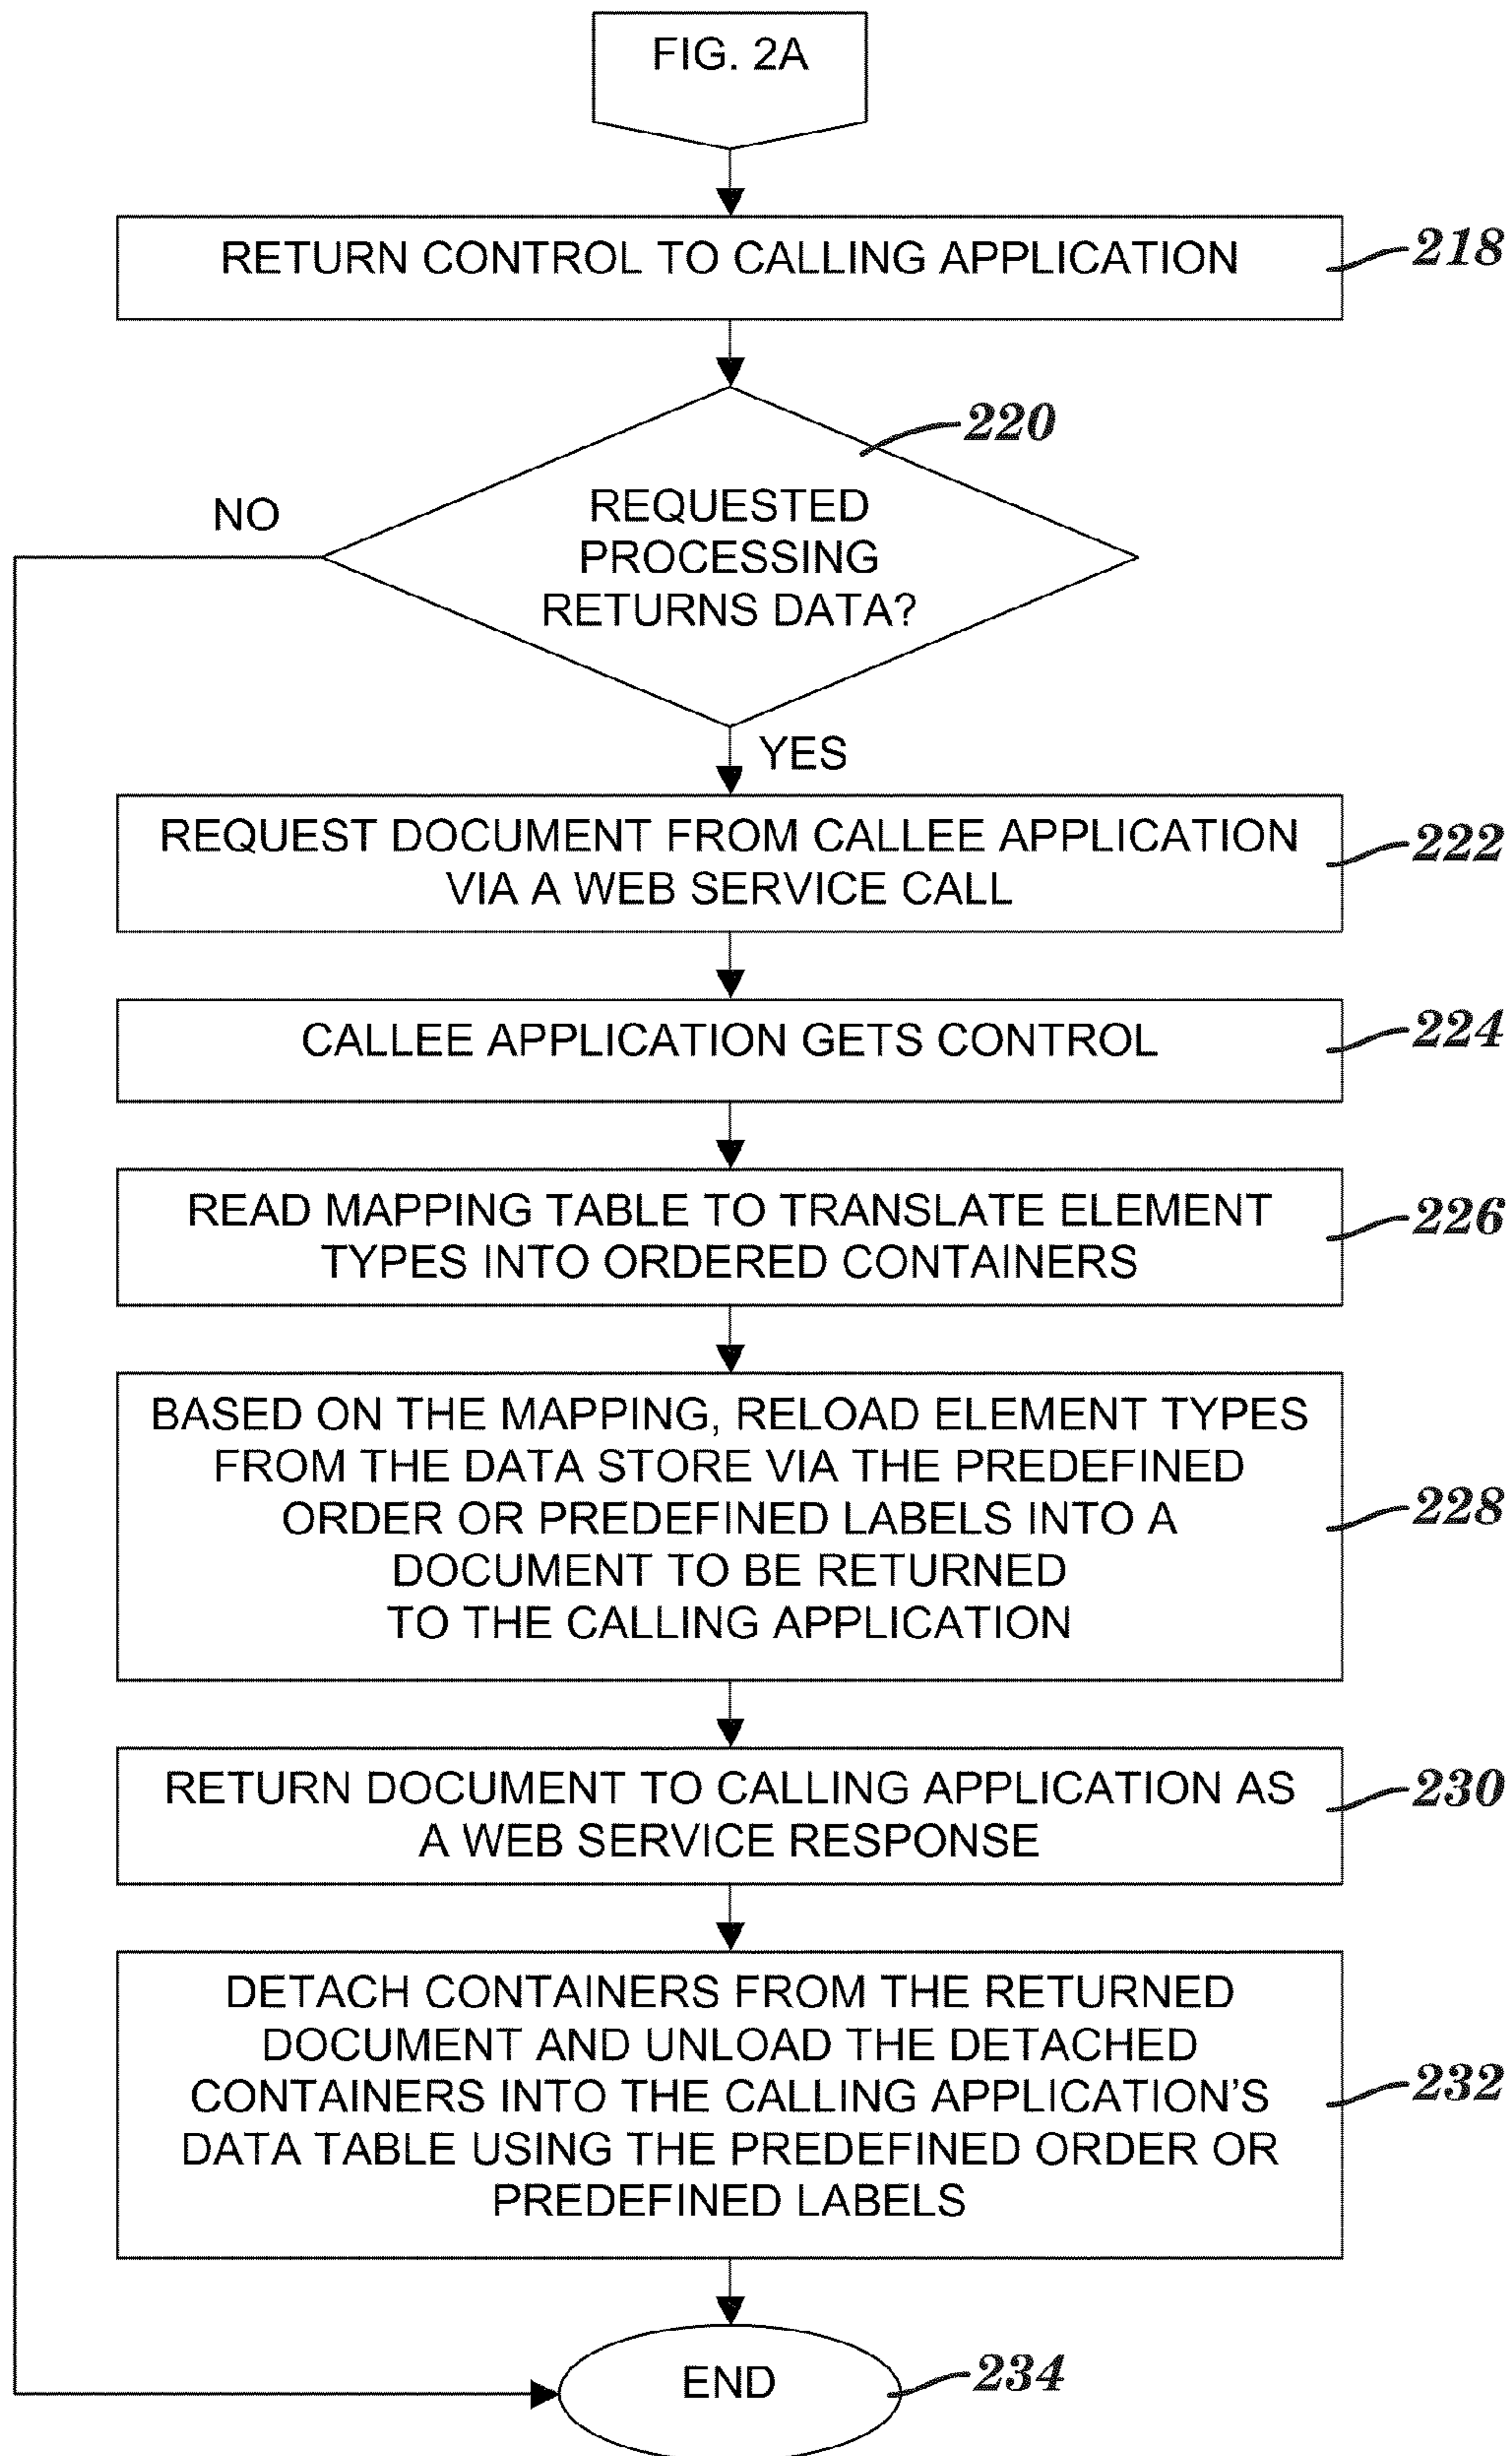 FIG. 2A
RETURN CONTROL TO CALLING APPLICATION
218
220
NO
REQUESTED
PROCESSING
RETURNS DATA?
YES
REQUEST DOCUMENT FROM CALLEE APPLICATION
VIA A WEB SERVICE CALL
222
CALLEE APPLICATION GETS CONTROL
224
READ MAPPING TABLE TO TRANSLATE ELEMENT
TYPES INTO ORDERED CONTAINERS
226
BASED ON THE MAPPING, RELOAD ELEMENT TYPES
FROM THE DATA STORE VIA THE PREDEFINED
ORDER OR PREDEFINED LABELS INTO A
DOCUMENT TO BE RETURNED
TO THE CALLING APPLICATION
228
RETURN DOCUMENT TO CALLING APPLICATION AS
A WEB SERVICE RESPONSE
230
DETACH CONTAINERS FROM THE RETURNED
DOCUMENT AND UNLOAD THE DETACHED
CONTAINERS INTO THE CALLING APPLICATION'S
DATA TABLE USING THE PREDEFINED ORDER OR
PREDEFINED LABELS
232
END
234